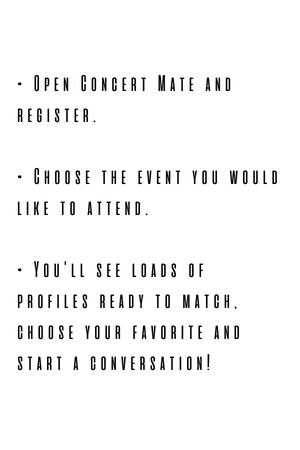 • Open Concert Mate and
register.
• Choose the event you would
like to attend.
• You'll see loads of
profiles ready to match,
choose your favorite and
start a conversation!